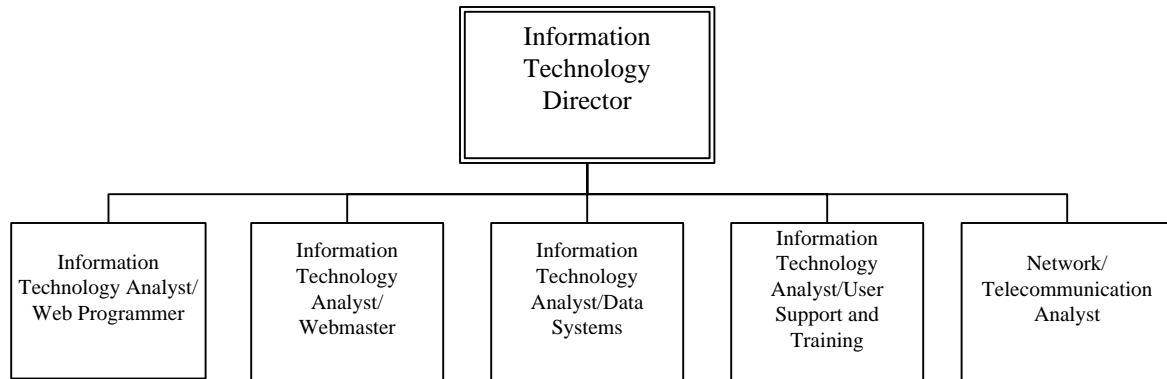 Information
Technology
Director
Information
Technology Analyst/
Web Programmer
Information
Technology
Analyst/
Webmaster
Information
Technology
Analyst/Data
Systems
Information
Technology
Analyst/User
Support and
Training
Network/
Telecommunication
Analyst